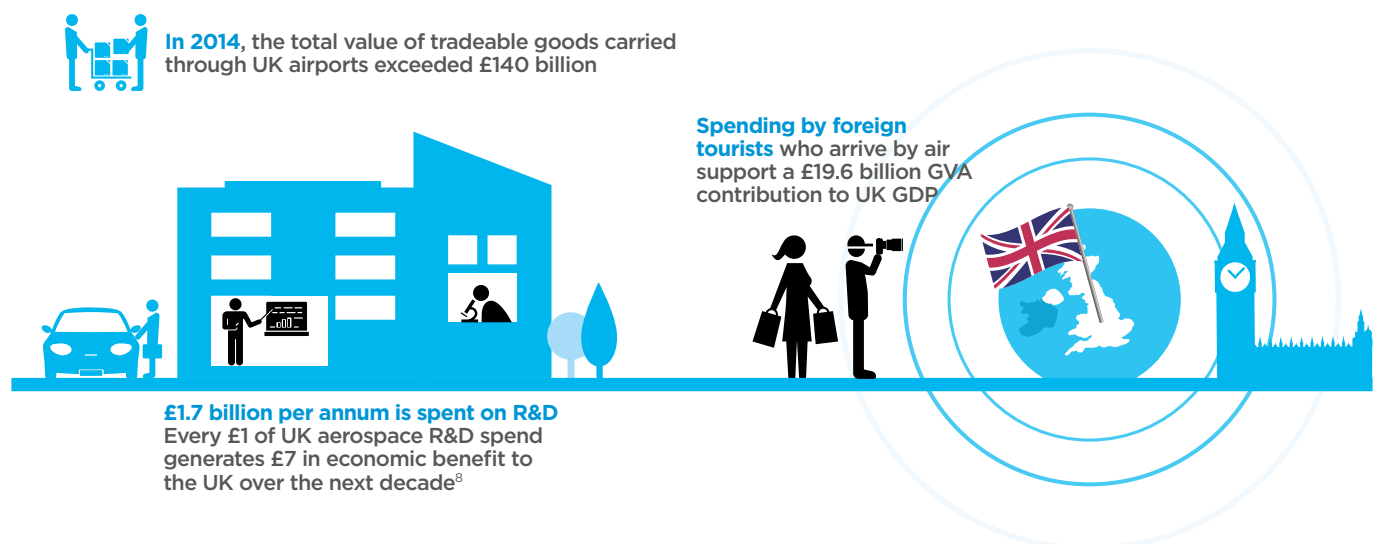 In 2014, the total value of tradeable goods carried
through UK airports exceeded £140 billion
Spending by foreign
tourists who arrive by air
support a £19.6 billion GVA
contribution to UK GDP
£1.7 billion per annum is spent on R&D
Every £1 of UK aerospace R&D spend
generates £7 in economic benefit to
the UK over the next decade8